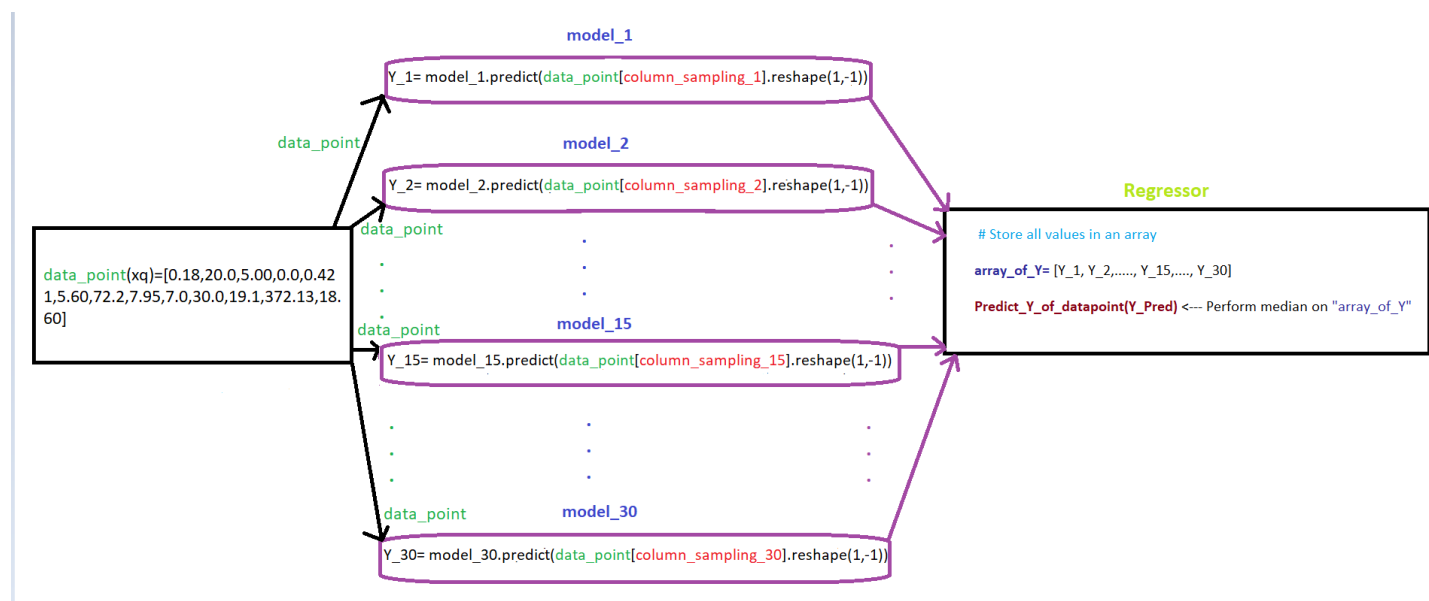 model_1
Y_1= model_1.predict(data_point[column_sampling_1].reshape(1,-1))
data_point
model_2
Y_2= model_2.predict(data_point[column_sampling_2].reshape(1,-1))
data_point
Regressor
# Store all values in an array
array_of_Y= [Y_1, Y_2,....., Y_15,...., Y_30]
Predict_Y_of_datapoint(Y_Pred) <--- Perform median on "array_of_Y"
data_point(xq)=[0.18,20.0,5.00,0.0,0.42
1,5.60,72.2,7.95,7.0,30.0,19.1,372.13,18.
60]
data_point
model_15
Y_15= model_15.predict(data_point[column_sampling_15].reshape(1,-1))
data_point
model_30
Y_30= model_30.predict(data_point[column_sampling_30].reshape(1,-1))